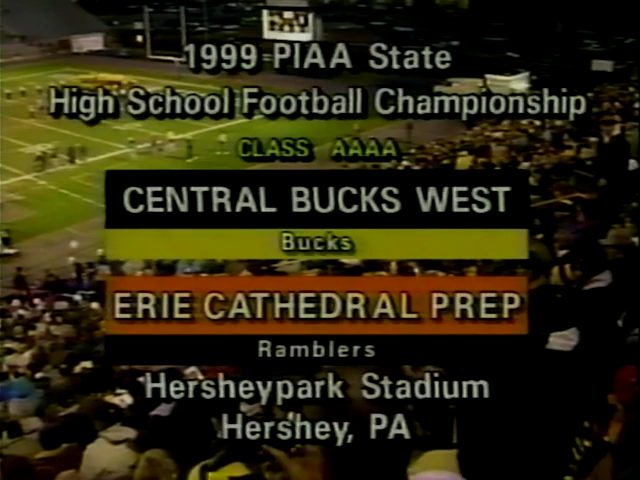 1999 PIAA State
High School Football Championship
CLASS AAAA
CENTRAL BUCKS WEST
Bucks
ERIE CATHEDRAL PREP
Ramblers
Hersheypark Stadium
Hershey, PA